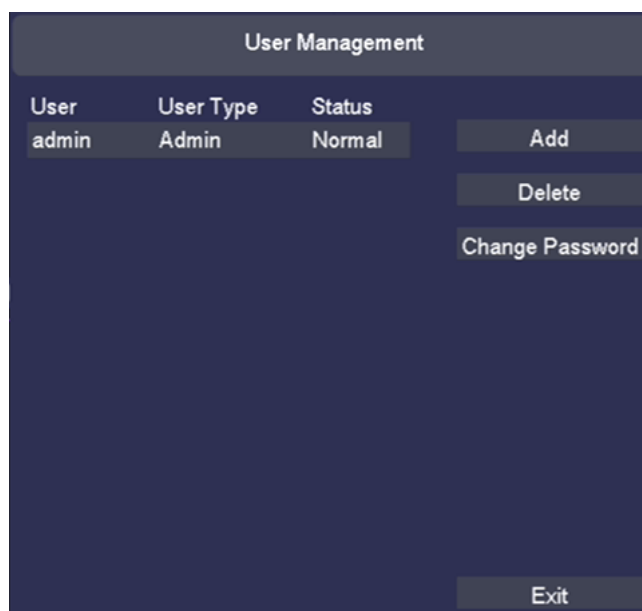 User Management
User User Type Status
admin Admin Normal
Add
Delete
Change Password
Exit